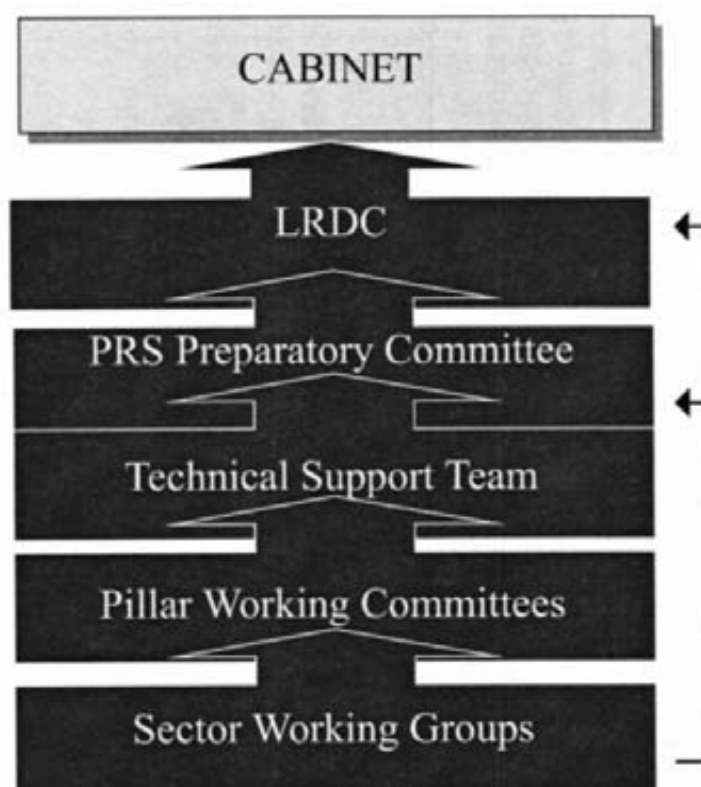 CABINET
LRDC
PRS Preparatory Committee
Technical Support Team
Pillar Working Committees
Sector Working Groups